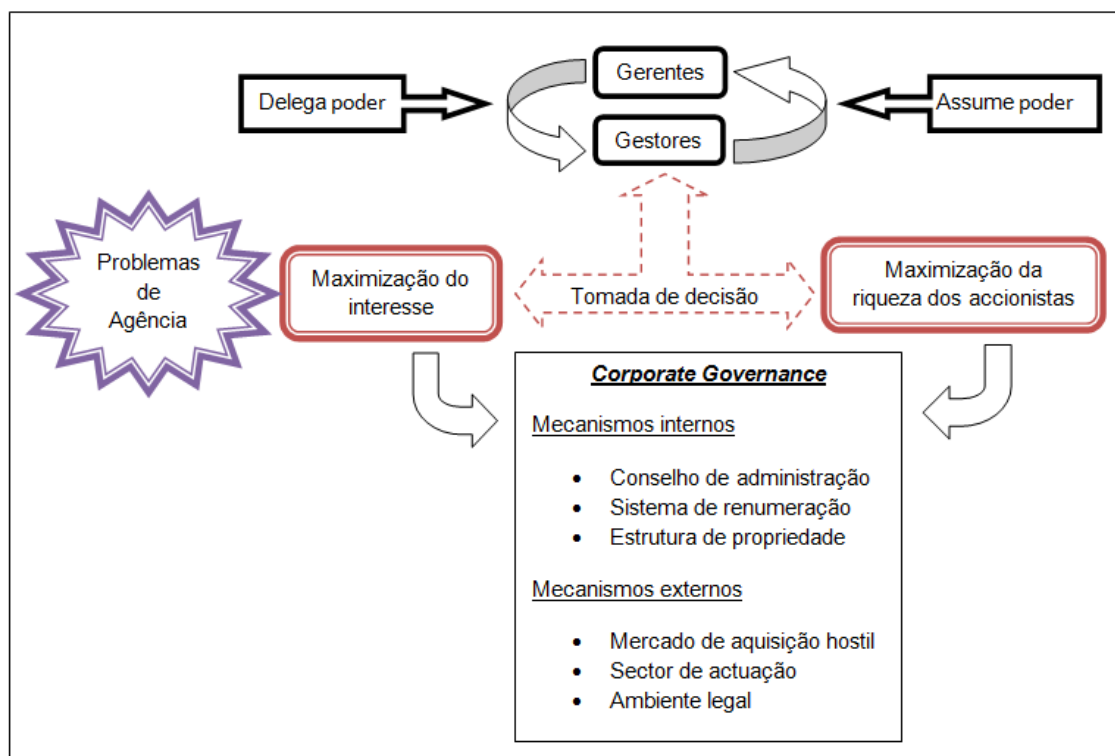 Gerentes
Delega poder
Assume poder
Gestores
Problemas
de
Agência
Maximização do
interesse
Tomada de decisão
Maximização da
riqueza dos accionistas
Corporate Governance
Mecanismos internos
• Conselho de administração
• Sistema de renumeração
• Estrutura de propriedade
Mecanismos externos
• Mercado de aquisição hostil
• Sector de actuação
• Ambiente legal